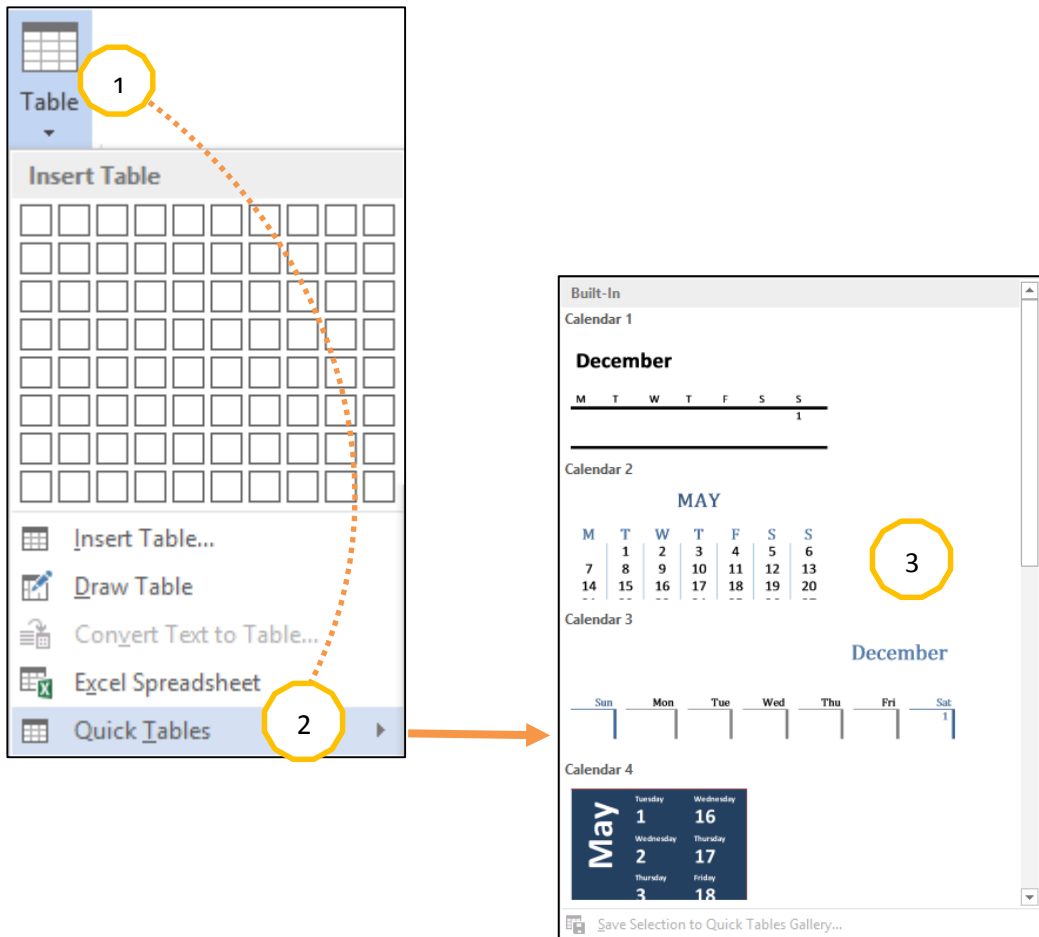 Table
1
Insert Table
Insert Table...
Draw Table
Convert Text to Table...
Excel Spreadsheet
Quick Tables
2
Built-In
Calendar 1
December
M T W T F S S
1
Calendar 2
MAY
M T W T F S S
1 2 3 4 5 6
7 8 9 10 11 12 13
14 15 16 17 18 19 20
3
Calendar 3
December
Sun Mon Tue Wed Thu Fri Sat
1
Calendar 4
May
Tuesday Wednesday
1 16
Wednesday Thursday
2 17
Thursday Friday
3 18
Save Selection to Quick Tables Gallery...